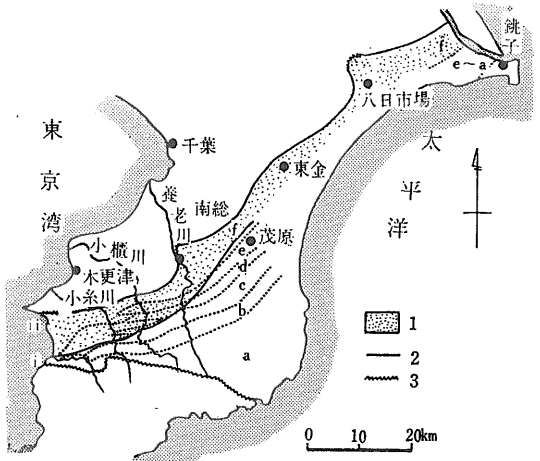 銚子
f
e〜a
八日市場
太平洋
東京湾
千葉
東金
養老川
南総
f
茂原
e
d
c
b
a
小櫃川
木更津
小糸川
ii
i
1
2
3
0 10 20km